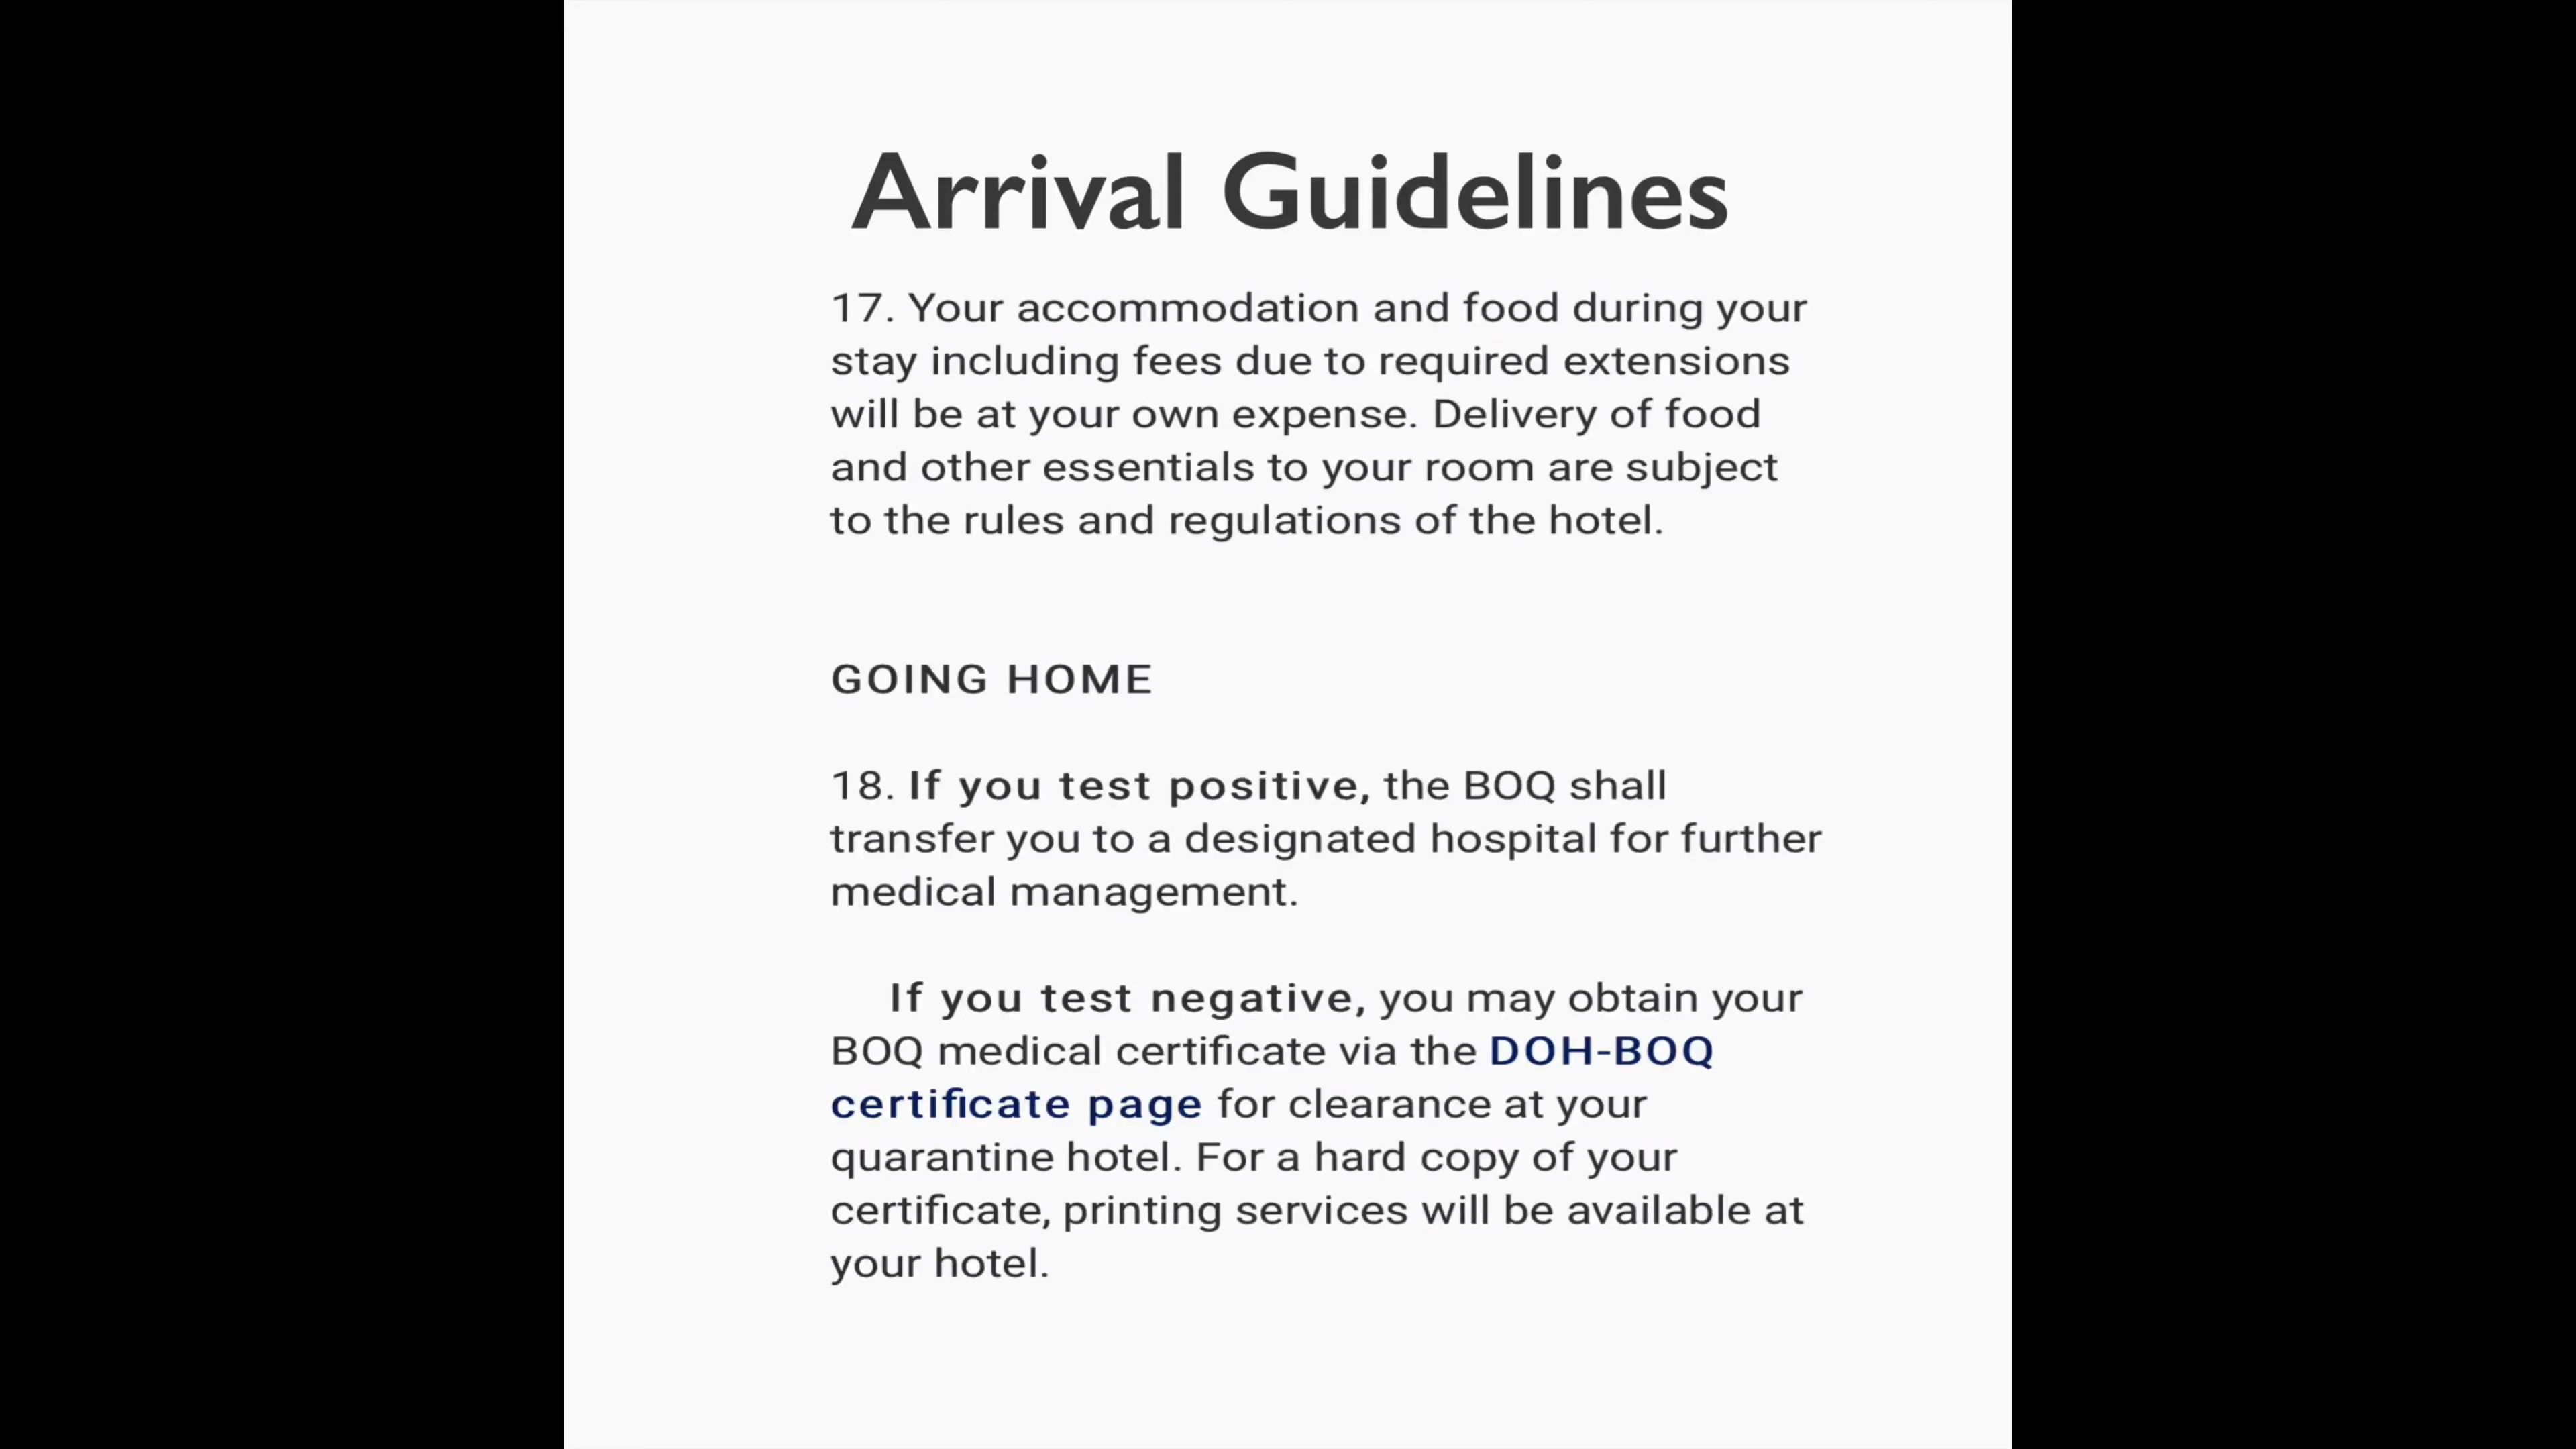 Arrival Guidelines
17. Your accommodation and food during your
stay including fees due to required extensions
will be at your own expense. Delivery of food
and other essentials to your room are subject
to the rules and regulations of the hotel.
GOING HOME
18. If you test positive, the BOQ shall
transfer you to a designated hospital for further
medical management.
If you test negative, you may obtain your
BOQ medical certificate via the DOH-BOQ
certificate page for clearance at your
quarantine hotel. For a hard copy of your
certificate, printing services will be available at
your hotel.